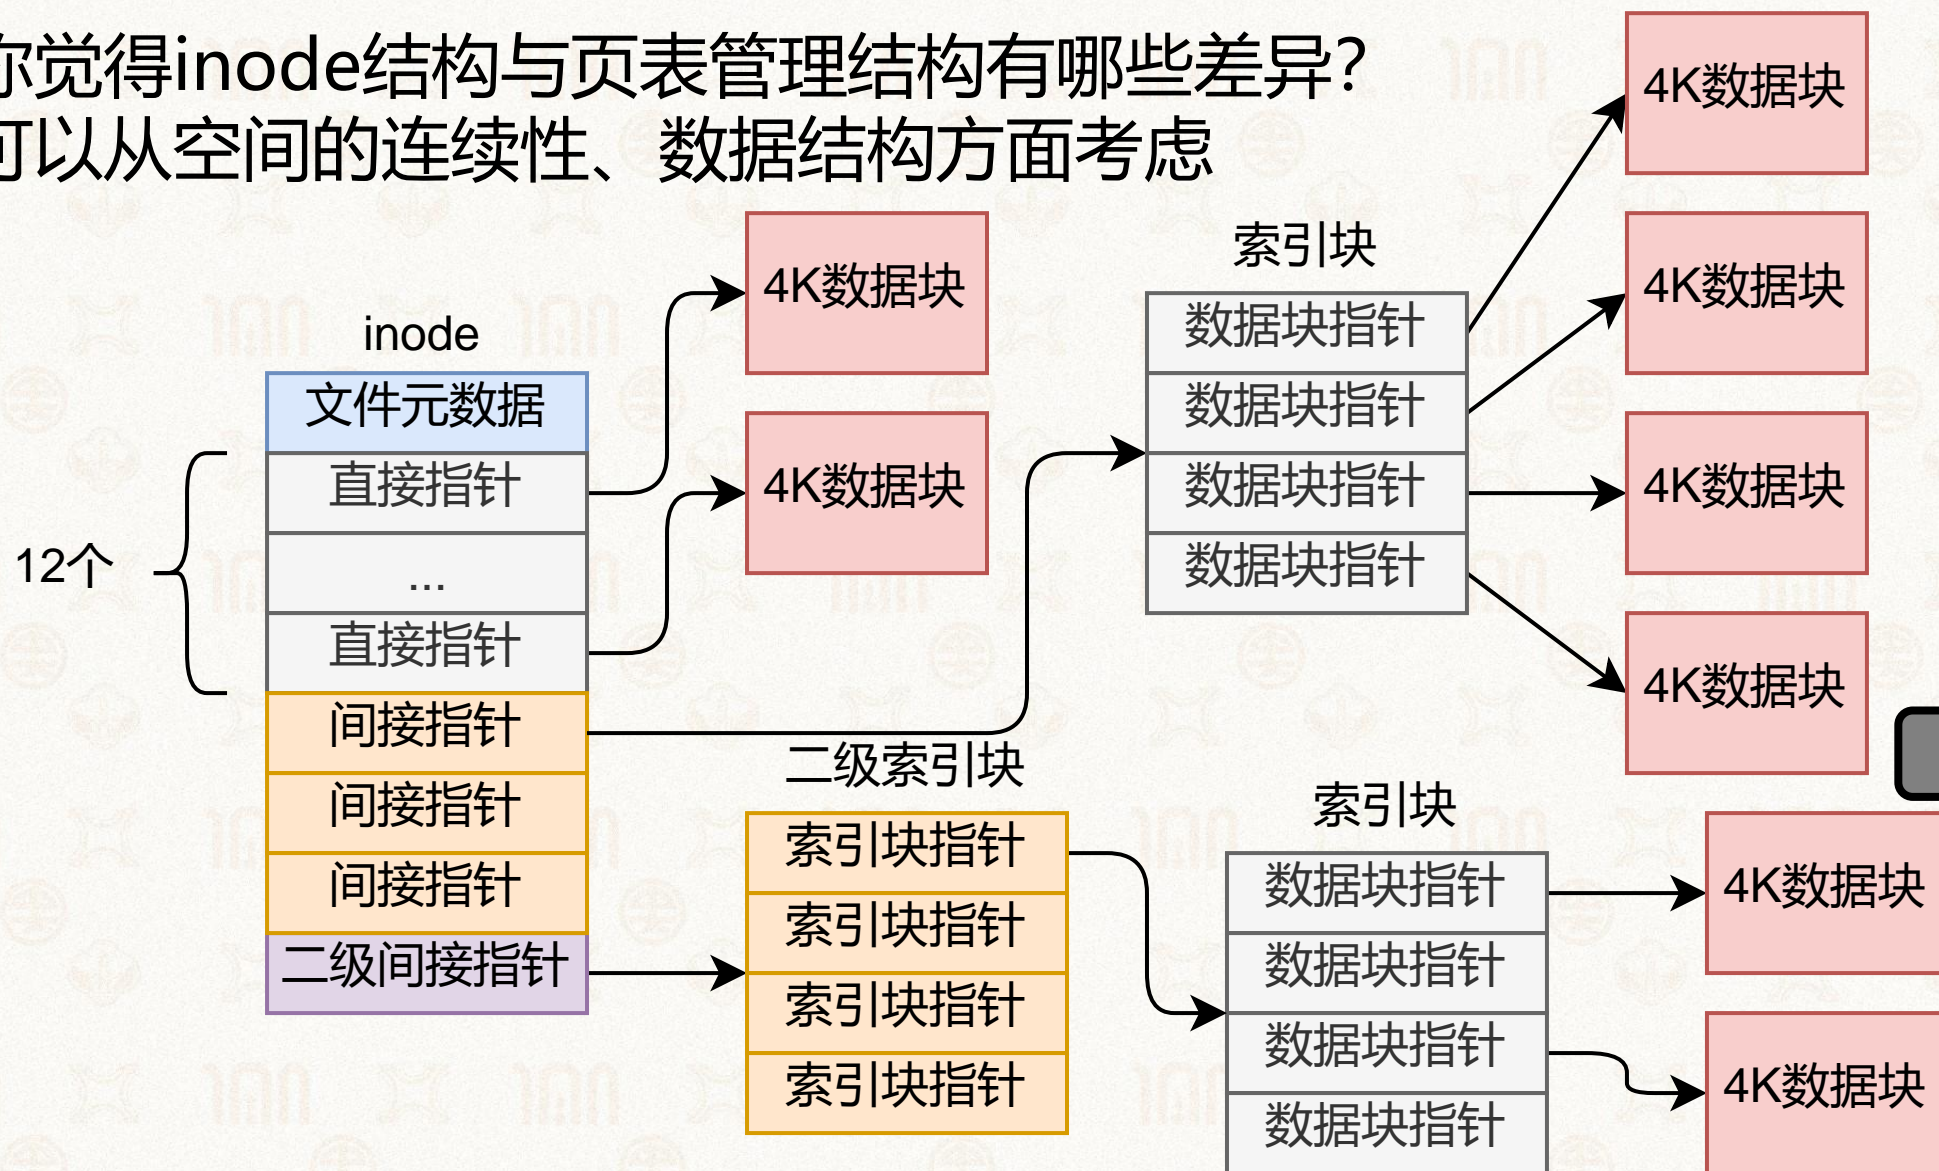 你觉得inode结构与页表管理结构有哪些差异？
可以从空间的连续性、数据结构方面考虑
inode
文件元数据
直接指针
...
直接指针
间接指针
间接指针
间接指针
二级间接指针
12个
4K数据块
4K数据块
索引块
数据块指针
数据块指针
数据块指针
数据块指针
4K数据块
4K数据块
4K数据块
4K数据块
二级索引块
索引块指针
索引块指针
索引块指针
索引块指针
索引块
数据块指针
数据块指针
数据块指针
数据块指针
4K数据块
4K数据块